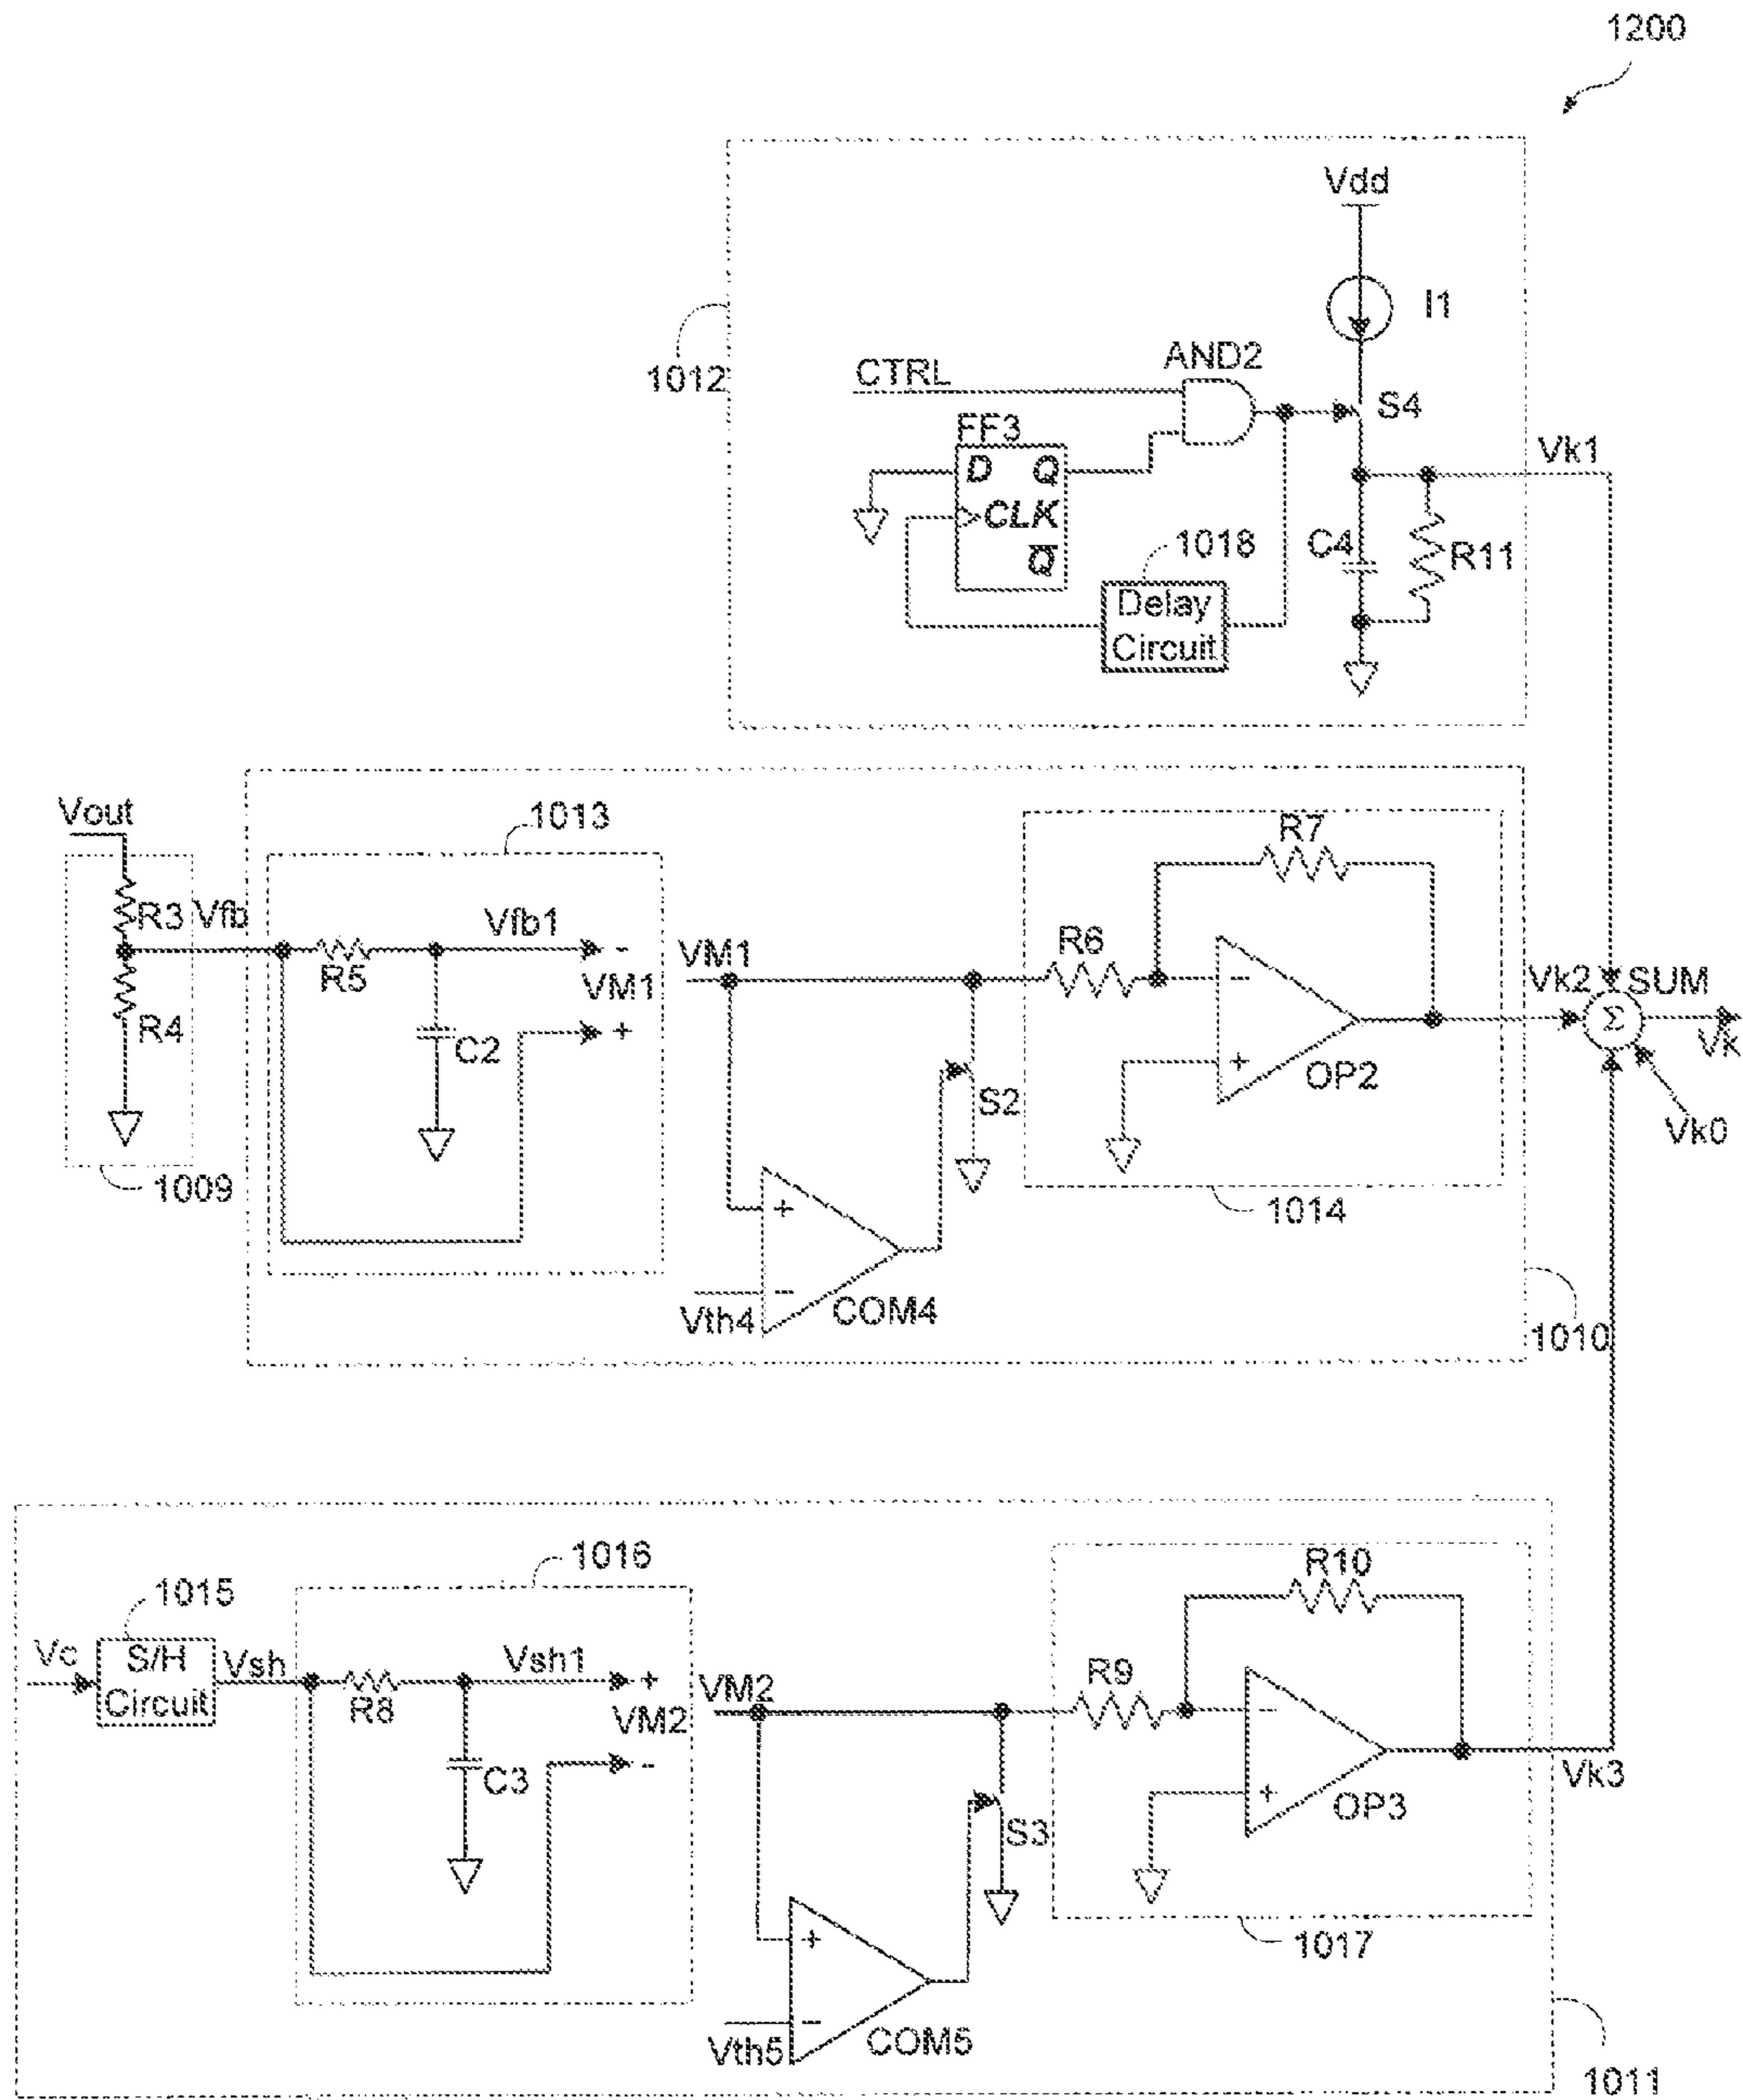 1200
Vdd
I1
1012
CTRL
AND2
S4
FF3
D Q
CLK
Q
Vk1
1018
Delay
Circuit
C4
R11
Vout
1013
R7
R3
Vfb
Vfb1
-
R5
VM1
+
C2
R4
VM1
R6
-
+
OP2
S2
Vk2
SUM
Σ
Vk
Vk0
1009
1014
+
-
Vth4
COM4
1010
1016
R10
1015
Vc
S/H
Circuit
Vsh
Vsh1
+
R8
VM2
-
C3
VM2
R9
-
+
OP3
S3
Vk3
1017
+
-
Vth5
COM5
1011